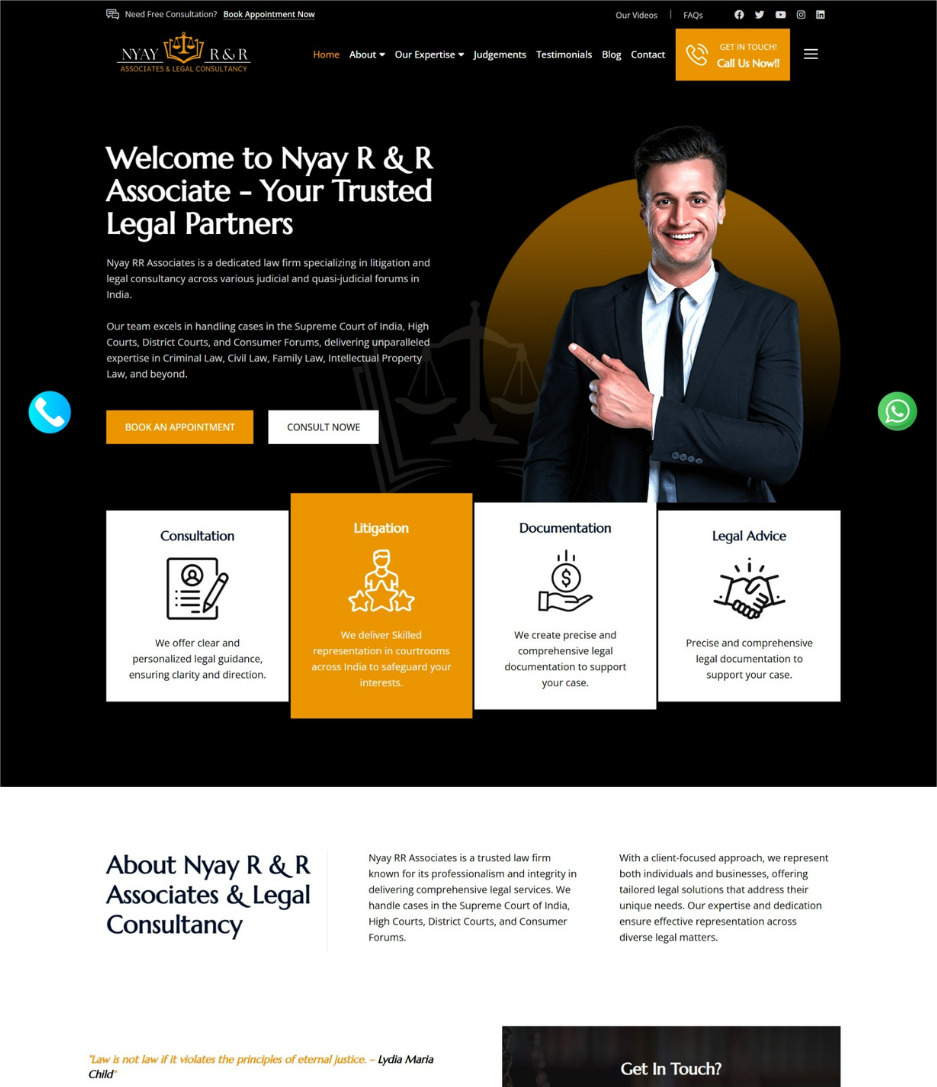 Need Free Consultation? Book Appointment Now
Our Videos | FAQs
NYAY R&R
ASSOCIATES & LEGAL CONSULTANCY
Home About Our Expertise Judgements Testimonials Blog Contact
GET IN TOUCH!
Call Us Now!!
Welcome to Nyay R & R
Associate - Your Trusted
Legal Partners
Nyay RR Associates is a dedicated law firm specializing in litigation and
legal consultancy across various judicial and quasi-judicial forums in
India.
Our team excels in handling cases in the Supreme Court of India, High
Courts, District Courts, and Consumer Forums, delivering unparalleled
expertise in Criminal Law, Civil Law, Family Law, Intellectual Property
Law, and beyond.
BOOK AN APPOINTMENT
CONSULT NOWE
Consultation
We offer clear and
personalized legal guidance,
ensuring clarity and direction.
Litigation
We deliver Skilled
representation in courtrooms
across India to safeguard your
interests.
Documentation
We create precise and
comprehensive legal
documentation to support
your case.
Legal Advice
Precise and comprehensive
legal documentation to
support your case.
About Nyay R & R
Associates & Legal
Consultancy
Nyay RR Associates is a trusted law firm
known for its professionalism and integrity in
delivering comprehensive legal services. We
handle cases in the Supreme Court of India,
High Courts, District Courts, and Consumer
Forums.
With a client-focused approach, we represent
both individuals and businesses, offering
tailored legal solutions that address their
unique needs. Our expertise and dedication
ensure effective representation across
diverse legal matters.
"Law is not law if it violates the principles of eternal justice. – Lydia Maria
Child"
Get In Touch?